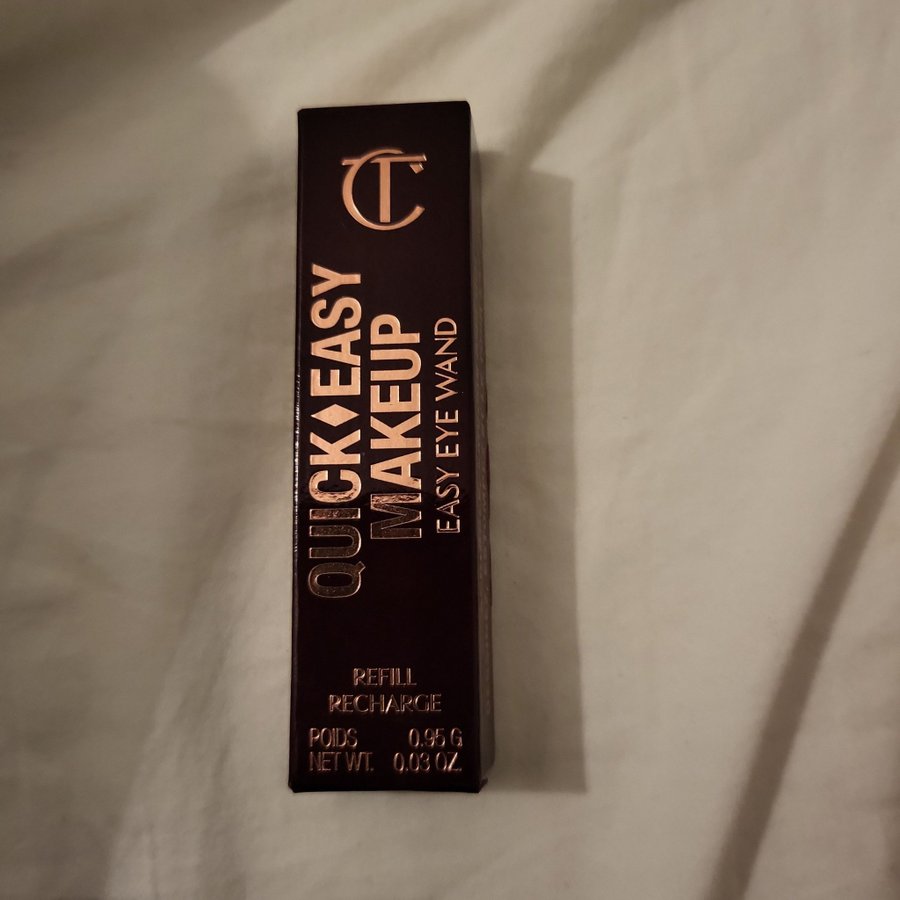 CT
QUICK♦EASY
MAKEUP
EASY EYE WAND
REFILL
RECHARGE
POIDS 0.95 G
NET WT. 0.03 OZ.